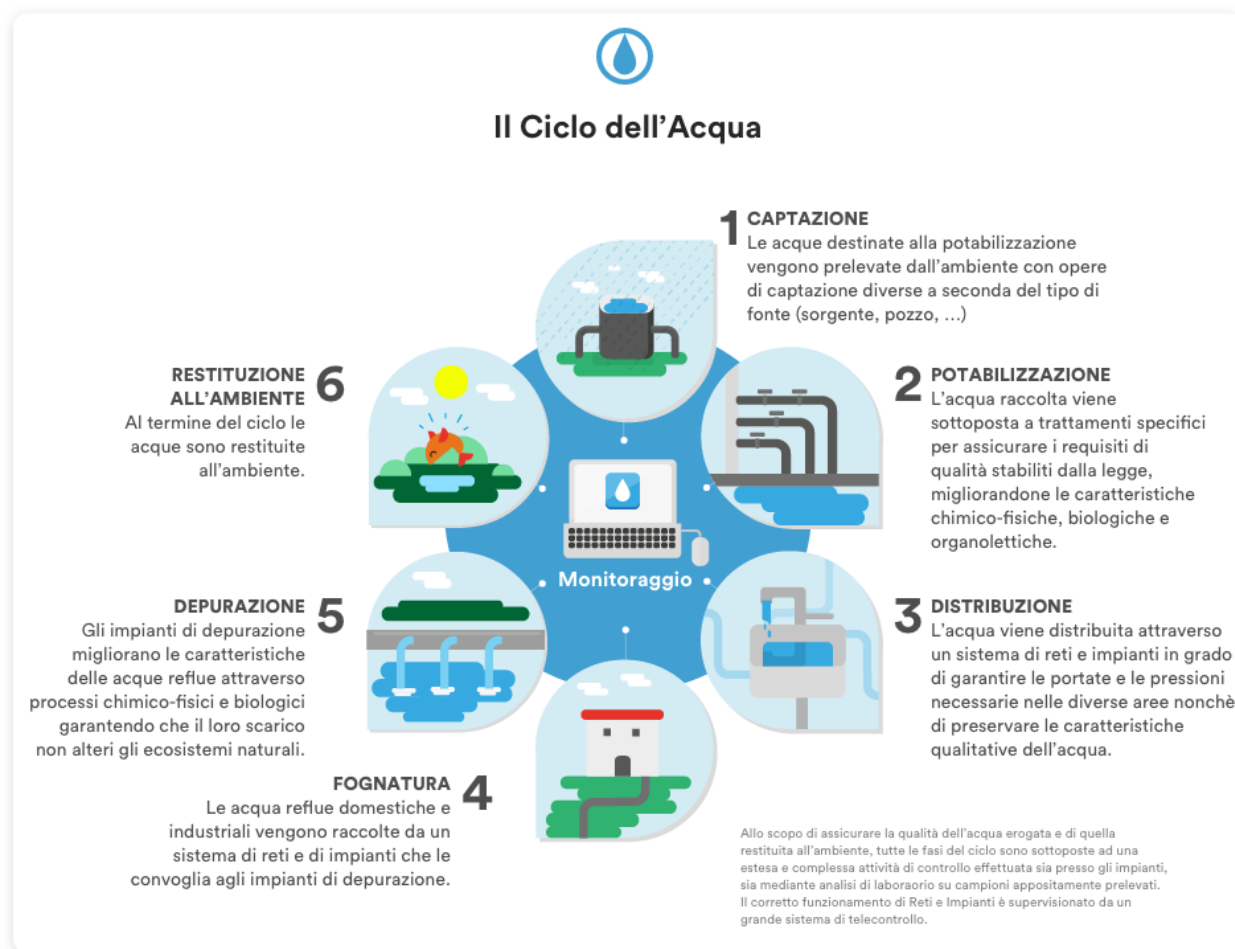 Il Ciclo dell'Acqua
1 CAPTAZIONE
Le acque destinate alla potabilizzazione
vengono prelevate dall'ambiente con opere
di captazione diverse a seconda del tipo di
fonte (sorgente, pozzo, ...)
2 POTABILIZZAZIONE
L'acqua raccolta viene
sottoposta a trattamenti specifici
per assicurare i requisiti di
qualità stabiliti dalla legge,
migliorandone le caratteristiche
chimico-fisiche, biologiche e
organolettiche.
3 DISTRIBUZIONE
L'acqua viene distribuita attraverso
un sistema di reti e impianti in grado
di garantire le portate e le pressioni
necessarie nelle diverse aree nonchè
di preservare le caratteristiche
qualitative dell'acqua.
4 FOGNATURA
Le acqua reflue domestiche e
industriali vengono raccolte da un
sistema di reti e di impianti che le
convoglia agli impianti di depurazione.
5 DEPURAZIONE
Gli impianti di depurazione
migliorano le caratteristiche
delle acque reflue attraverso
processi chimico-fisici e biologici
garantendo che il loro scarico
non alteri gli ecosistemi naturali.
6 RESTITUZIONE
ALL'AMBIENTE
Al termine del ciclo le
acque sono restituite
all'ambiente.
Monitoraggio
Allo scopo di assicurare la qualità dell'acqua erogata e di quella
restituita all'ambiente, tutte le fasi del ciclo sono sottoposte ad una
estesa e complessa attività di controllo effettuata sia presso gli impianti,
sia mediante analisi di laboraorio su campioni appositamente prelevati.
Il corretto funzionamento di Reti e Impianti è supervisionato da un
grande sistema di telecontrollo.